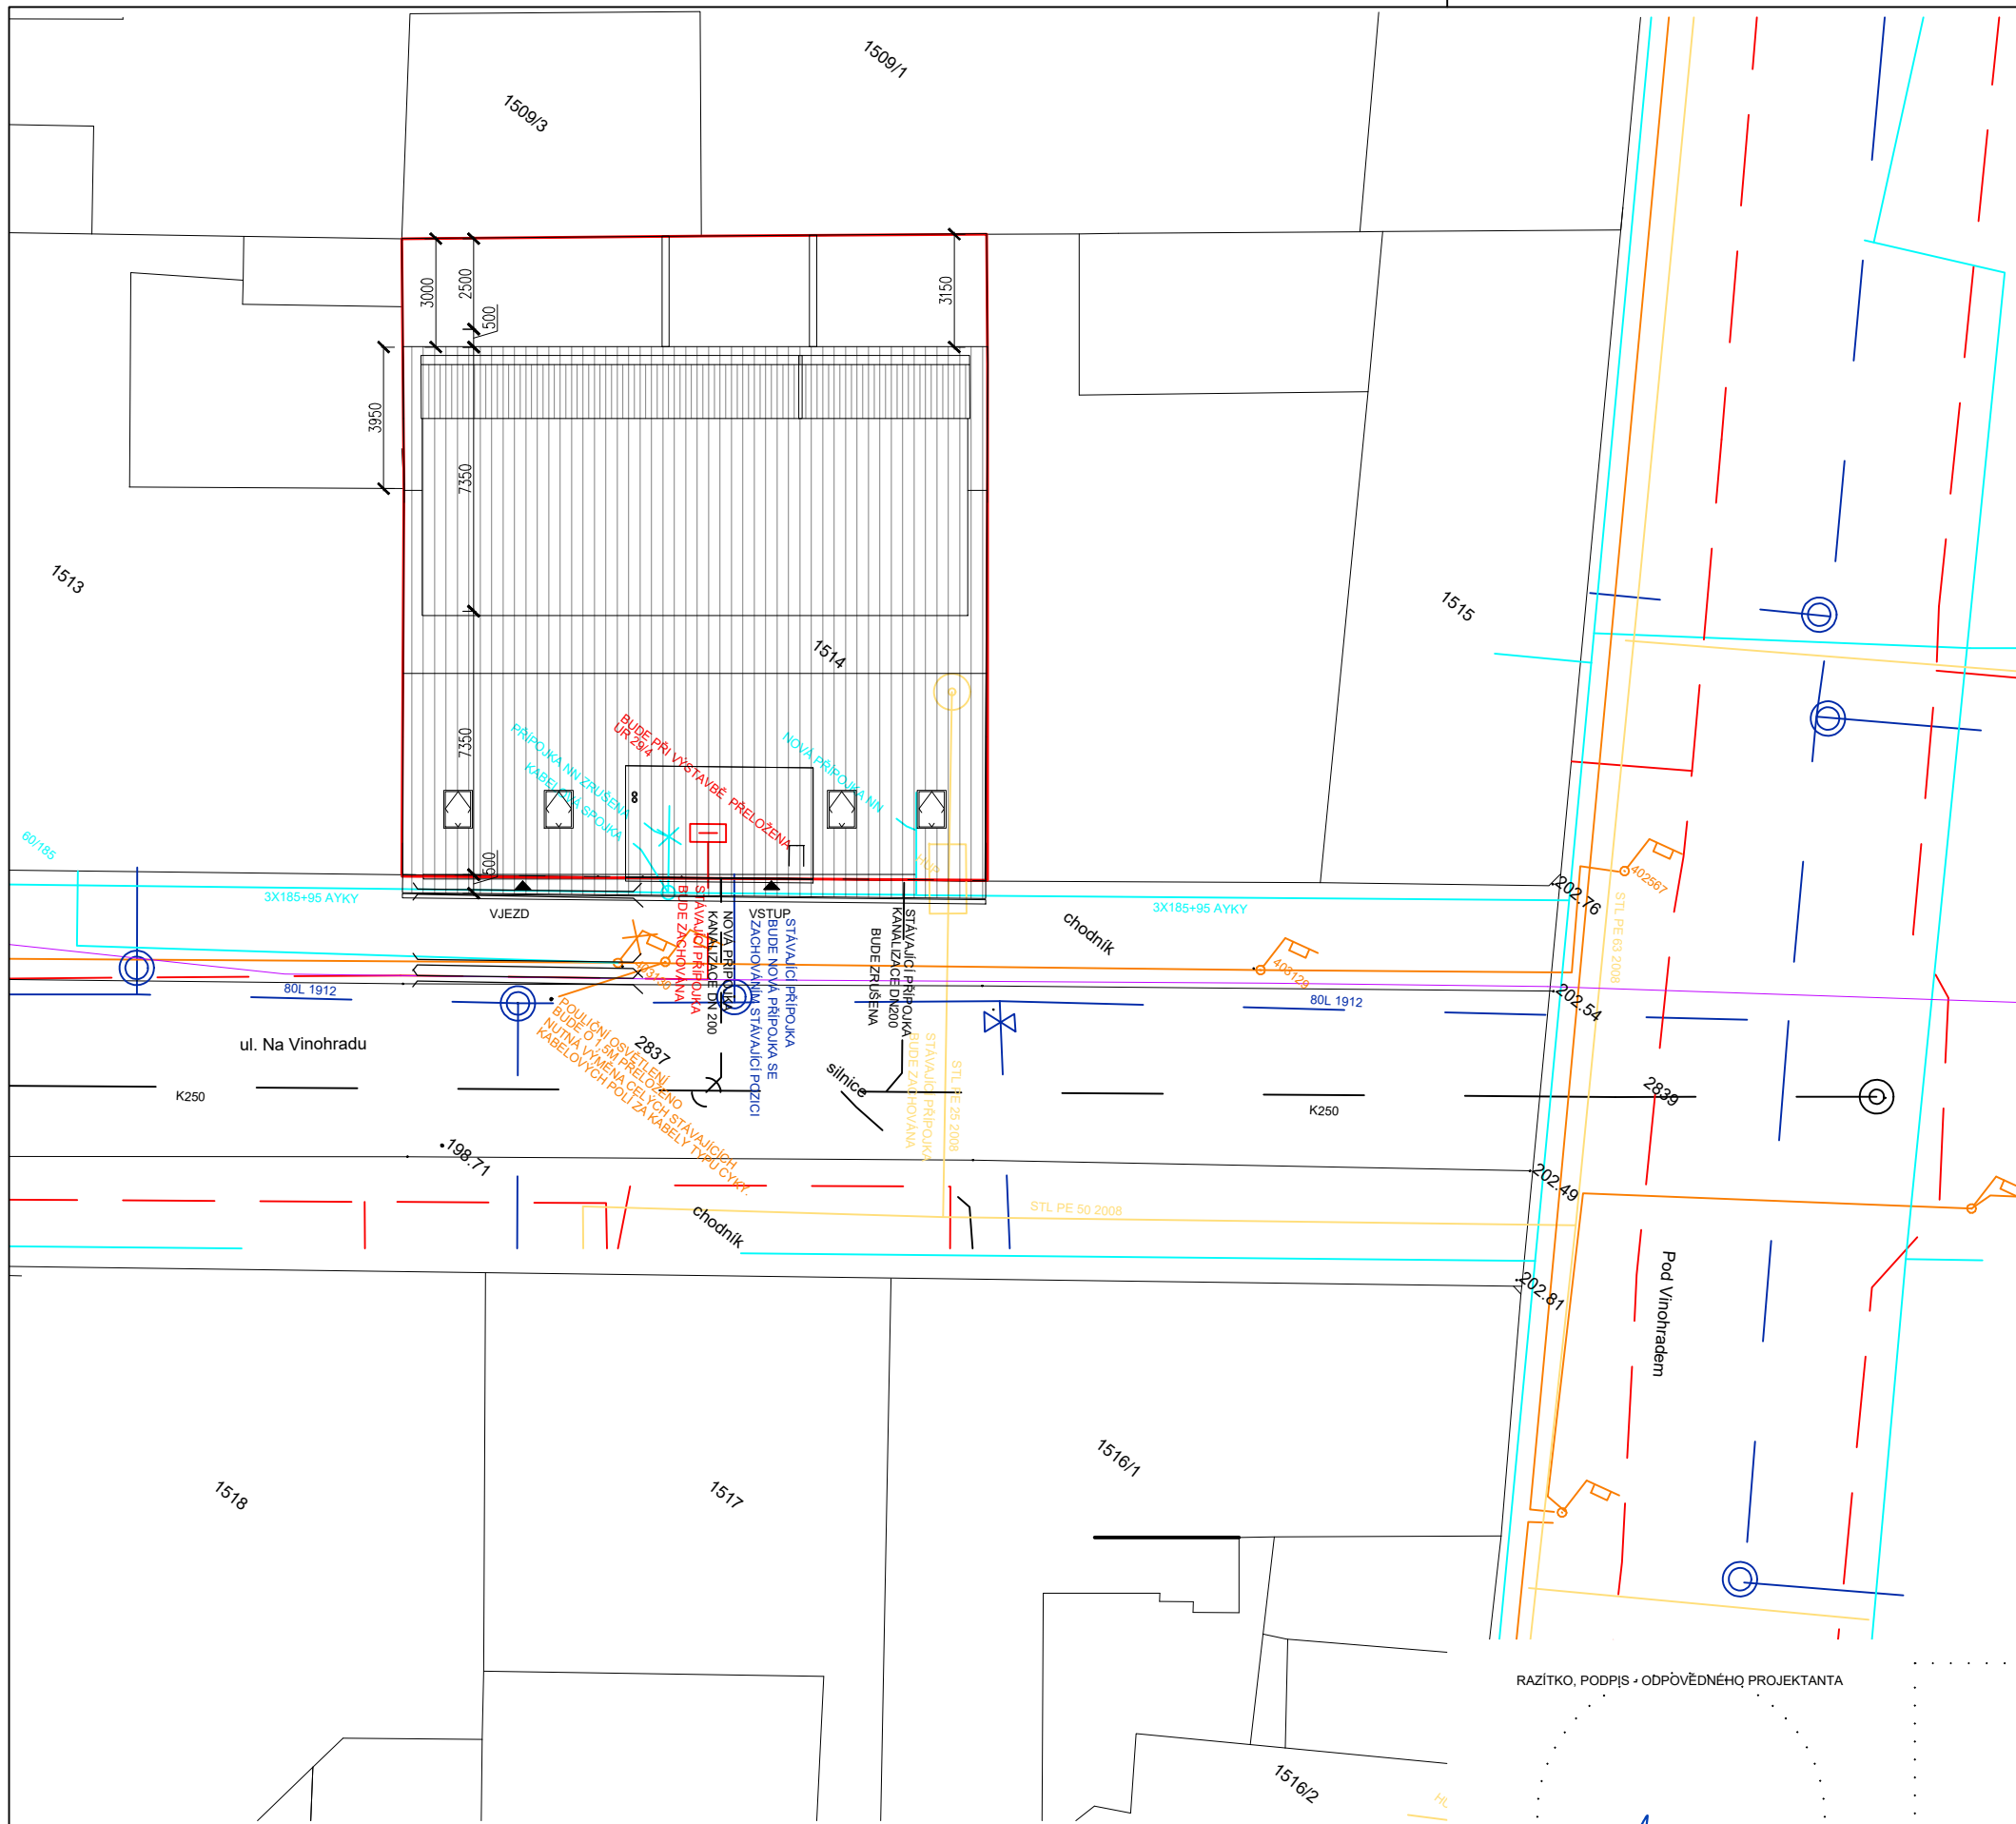 1509/1
1509/3
3000
2500
500
3150
3950
7350
1513
1515
1514
7350
PŘÍPOJKA NN ZRUŠENA
KABELOVÁ SPOJKA
BUDE PŘI VÝSTAVBĚ PŘELOŽENA
UR 29/4
NOVÁ PŘÍPOJKA NN
8
60/185
500
HUP
3X185+95 AYKY
VJEZD
VSTUP
3X185+95 AYKY
chodník
402567
202.76
STL PE 63 2008
STÁVAJÍCÍ PŘÍPOJKA
BUDE ZACHOVÁNA
NOVÁ PŘÍPOJKA
KANALIZACE DN 200
STÁVAJÍCÍ PŘÍPOJKA
BUDE NOVÁ PŘÍPOJKA SE
ZACHOVÁNÍM STÁVAJÍCÍ POZICI
STÁVAJÍCÍ PŘÍPOJKA
KANALIZACE DN200
BUDE ZRUŠENA
403129
80L 1912
80L 1912
202.54
POULIČNÍ OSVĚTLENÍ
BUDE O 1,5M PŘELOŽENO
NUTNÁ VÝMĚNA CELÝCH STÁVAJÍCÍCH
KABELOVÝCH POLÍ ZA KABELY TYPU CYKY.
ul. Na Vinohradu
2837
silnice
STÁVAJÍCÍ PŘÍPOJKA
BUDE ZACHOVÁNA
STL PE 25 2008
K250
K250
2839
198.71
202.49
chodník
STL PE 50 2008
202.81
Pod Vinohradem
1518
1517
1516/1
1516/2
RAZÍTKO, PODPIS - ODPOVĚDNÉHO PROJEKTANTA